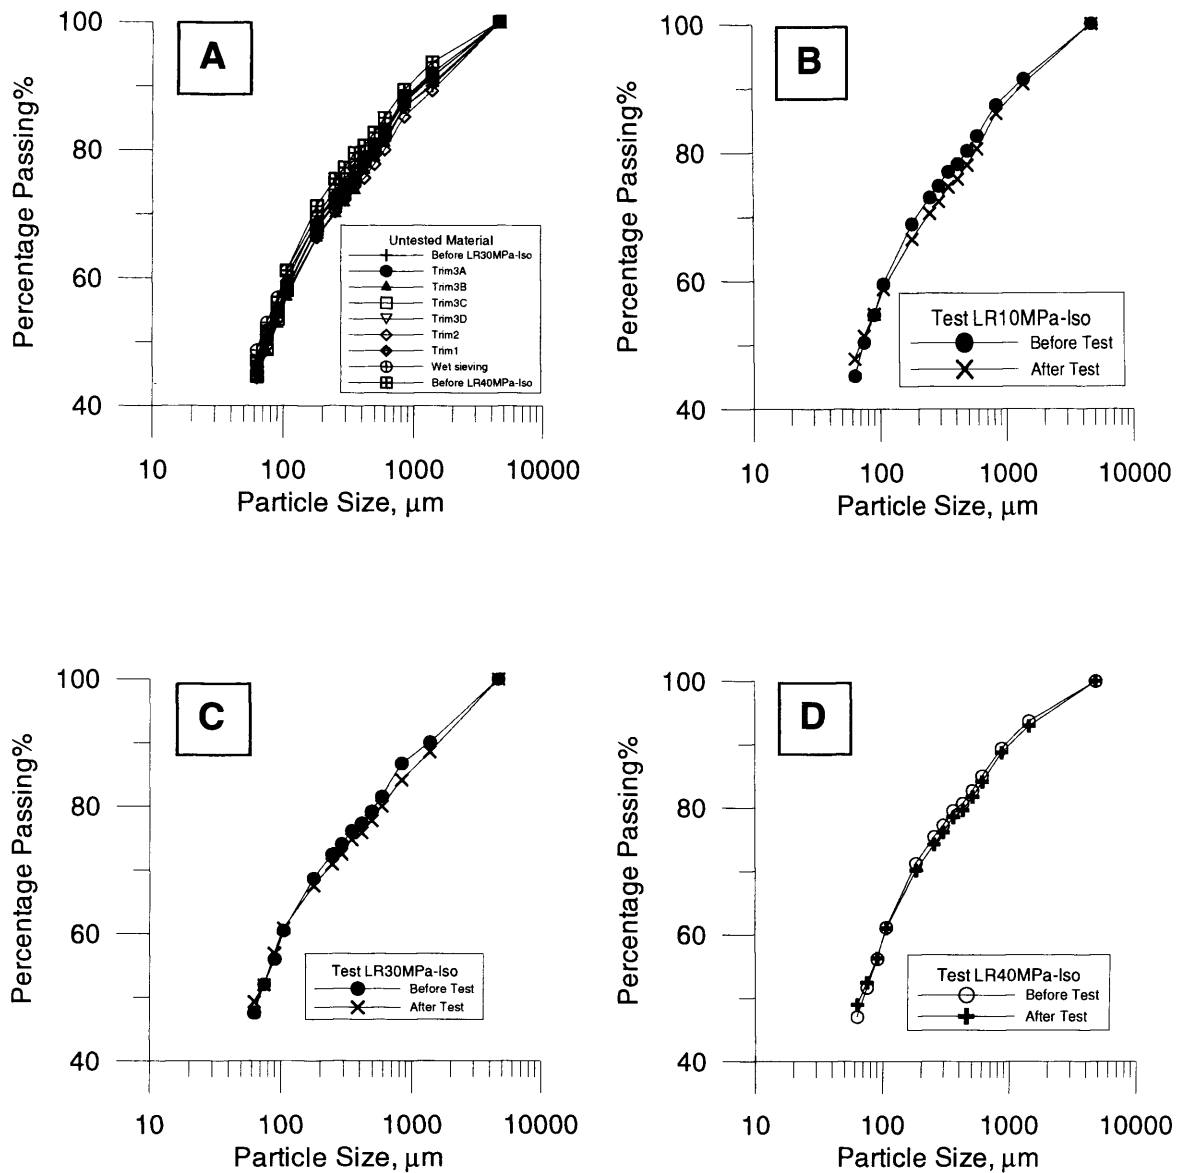 A
Percentage Passing%
100
80
60
40
Untested Material
Before LR30MPa-Iso
Trim3A
Trim3B
Trim3C
Trim3D
Trim2
Trim1
Wet sieving
Before LR40MPa-Iso
10 100 1000 10000
Particle Size, µm
B
Percentage Passing%
100
80
60
40
Test LR10MPa-Iso
Before Test
After Test
10 100 1000 10000
Particle Size, µm
C
Percentage Passing%
100
80
60
40
Test LR30MPa-Iso
Before Test
After Test
10 100 1000 10000
Particle Size, µm
D
Percentage Passing%
100
80
60
40
Test LR40MPa-Iso
Before Test
After Test
10 100 1000 10000
Particle Size, µm